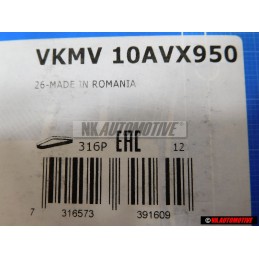 VKMV 10AVX950
26-MADE IN ROMANIA
NK AUTOMOTIVE
316P EAC 12
7 316573 391609
NK AUTOMOTIVE